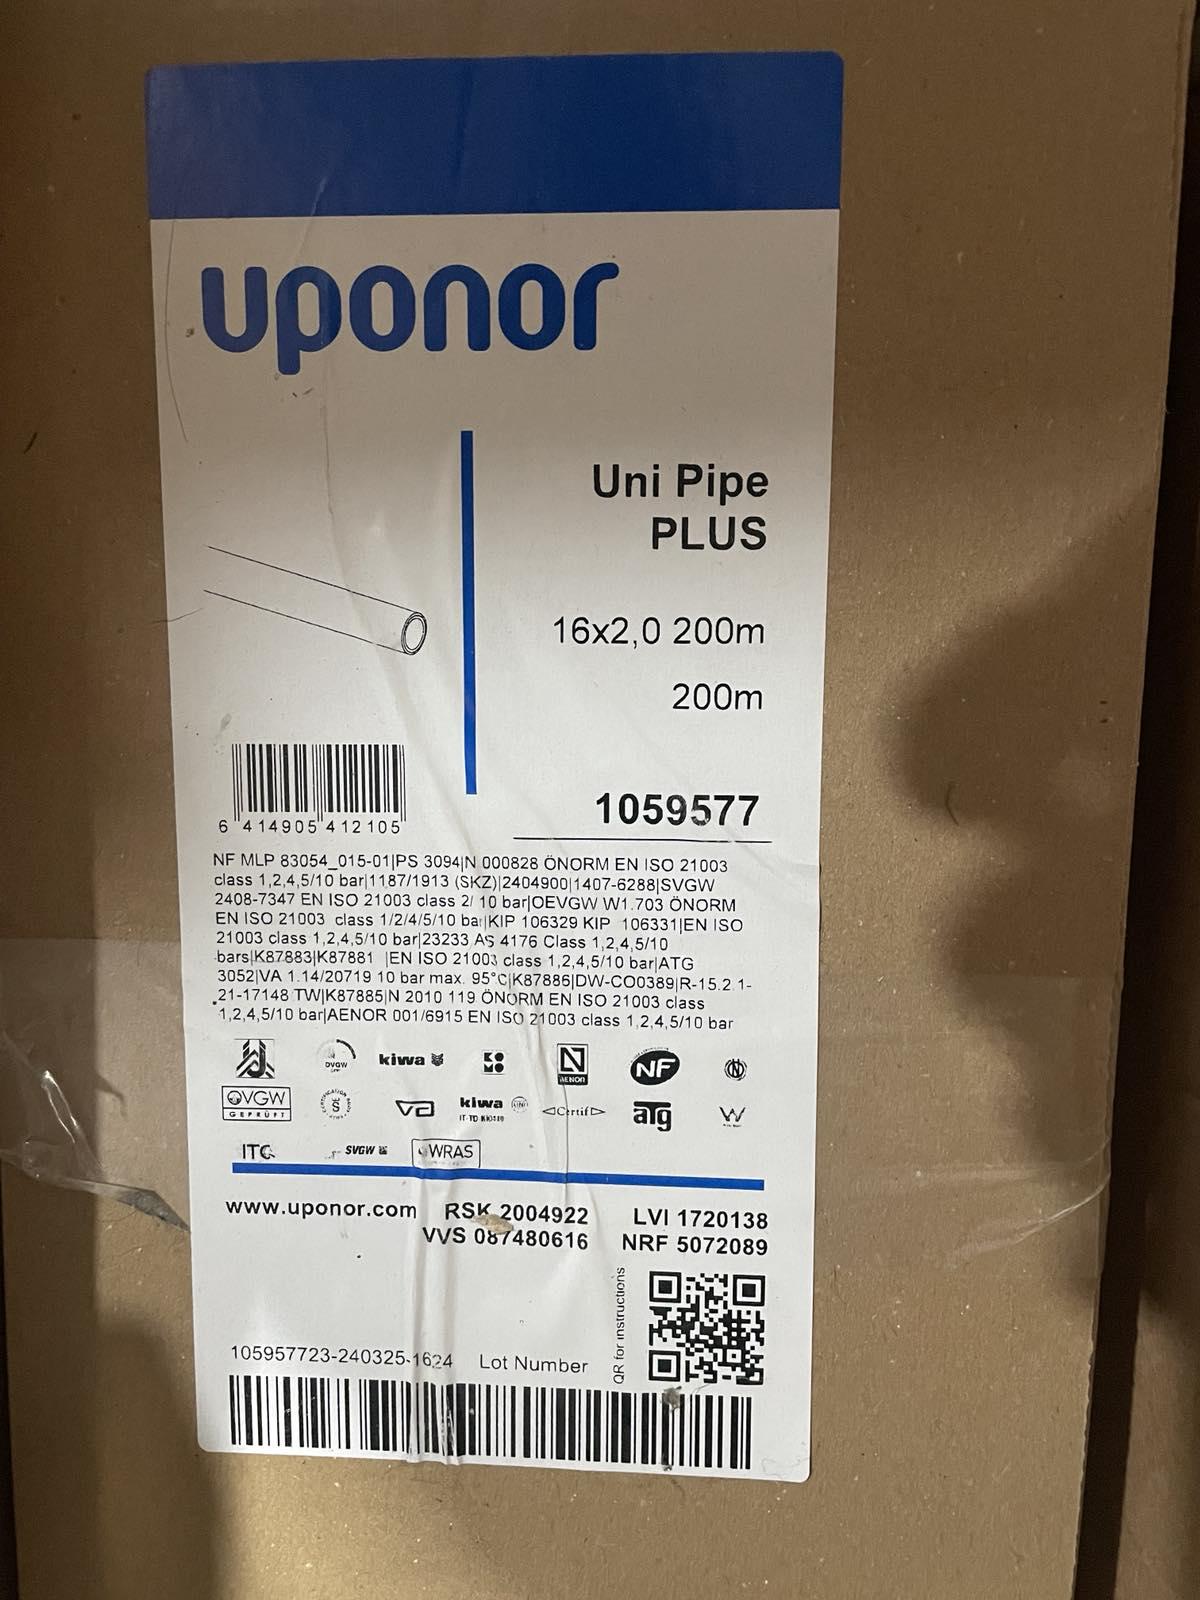 uponor
Uni Pipe
PLUS
16x2,0 200m
200m
6 414905 412105
1059577
NF MLP 83054_015-01|PS 3094|N 000828 ÖNORM EN ISO 21003
class 1,2,4,5/10 bar|1187/1913 (SKZ)|2404900|1407-6288|SVGW
2408-7347 EN ISO 21003 class 2/ 10 bar|OEVGW W1.703 ÖNORM
EN ISO 21003 class 1/2/4/5/10 bar|KIP 106329 KIP 106331|EN ISO
21003 class 1,2,4,5/10 bar|23233 AS 4176 Class 1,2,4,5/10
bars|K87883|K87881 |EN ISO 21003 class 1,2,4,5/10 bar|ATG
3052|VA 1.14/20719 10 bar max. 95°C|K87886|DW-CO0389|R-15.2.1-
21-17148 TW|K87885|N 2010 119 ÖNORM EN ISO 21003 class
1,2,4,5/10 bar|AENOR 001/6915 EN ISO 21003 class 1,2,4,5/10 bar
DVGW kiwa KOMO N AENOR NF N
ÖVGW GEPRÜFT VA kiwa Certif atg W
ITC SVGW WRAS
www.uponor.com RSK 2004922 LVI 1720138
VVS 087480616 NRF 5072089
QR for instructions
105957723-240325-1624 Lot Number